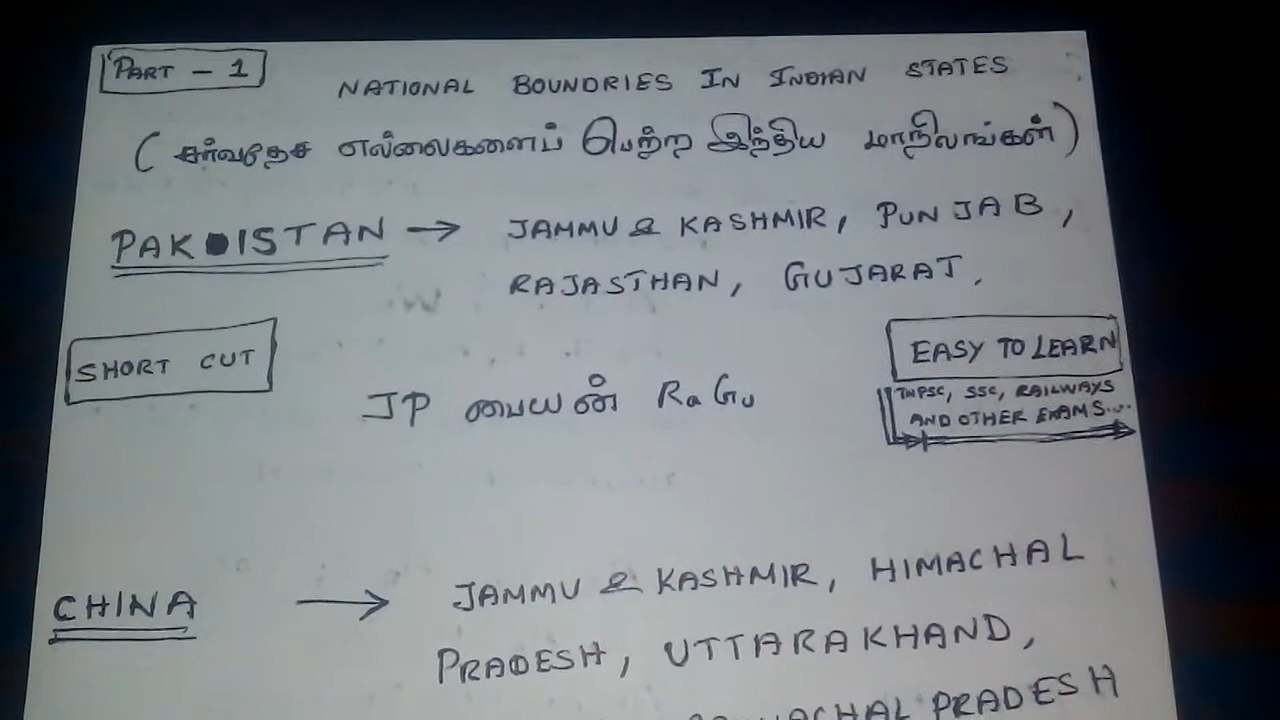 PART - 1
NATIONAL BOUNDRIES IN INDIAN STATES
(சர்வதேச எல்லைகளைப் பெற்ற இந்திய மாநிலங்கள்)
PAKISTAN → JAMMU & KASHMIR, PUNJAB,
RAJASTHAN, GUJARAT.
SHORT CUT
JP பையன் RaGu
EASY TO LEARN
TNPSC, SSC, RAILWAYS
AND OTHER EXAMS...
CHINA → JAMMU & KASHMIR, HIMACHAL
PRADESH, UTTARAKHAND,
PRADESH